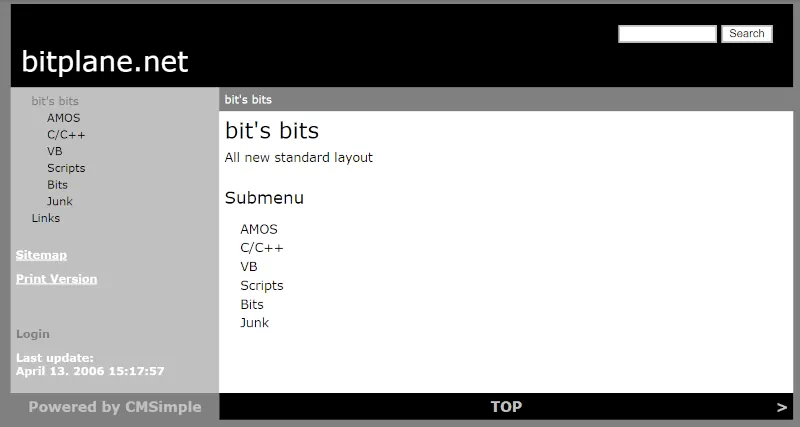 Search
bitplane.net
bit's bits
AMOS
C/C++
VB
Scripts
Bits
Junk
Links
Sitemap
Print Version
Login
Last update:
April 13. 2006 15:17:57
Powered by CMSimple
bit's bits
bit's bits
All new standard layout
Submenu
AMOS
C/C++
VB
Scripts
Bits
Junk
TOP
>